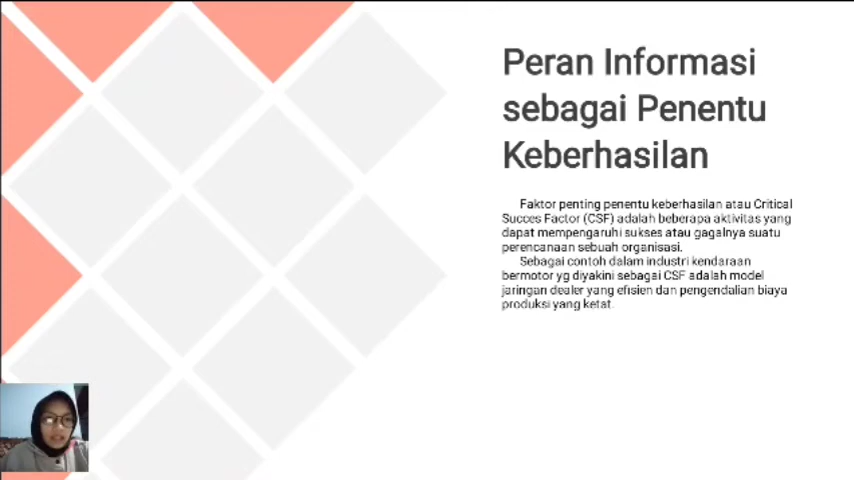 Peran Informasi
sebagai Penentu
Keberhasilan
Faktor penting penentu keberhasilan atau Critical
Succes Factor (CSF) adalah beberapa aktivitas yang
dapat mempengaruhi sukses atau gagalnya suatu
perencanaan sebuah organisasi.
Sebagai contoh dalam industri kendaraan
bermotor yg diyakini sebagai CSF adalah model
jaringan dealer yang efisien dan pengendalian biaya
produksi yang ketat.